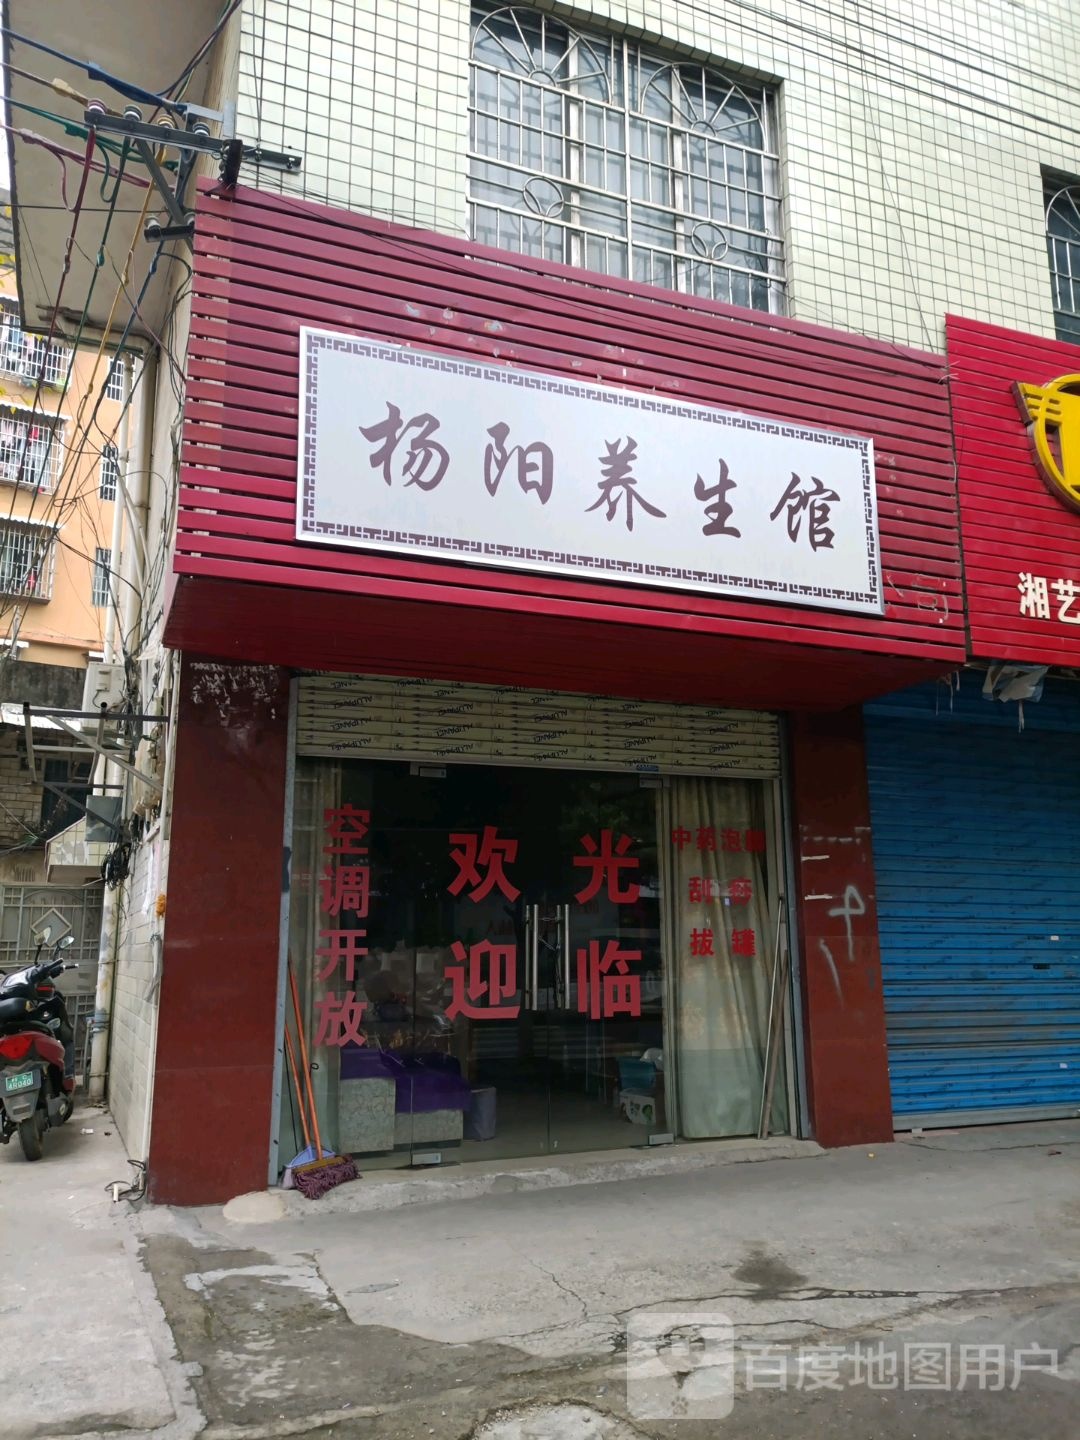 杨阳养生馆
湘艺
ALUPANEL
空调开放
欢迎
光临
中药泡脚
刮痧
拔罐
百度地图用户